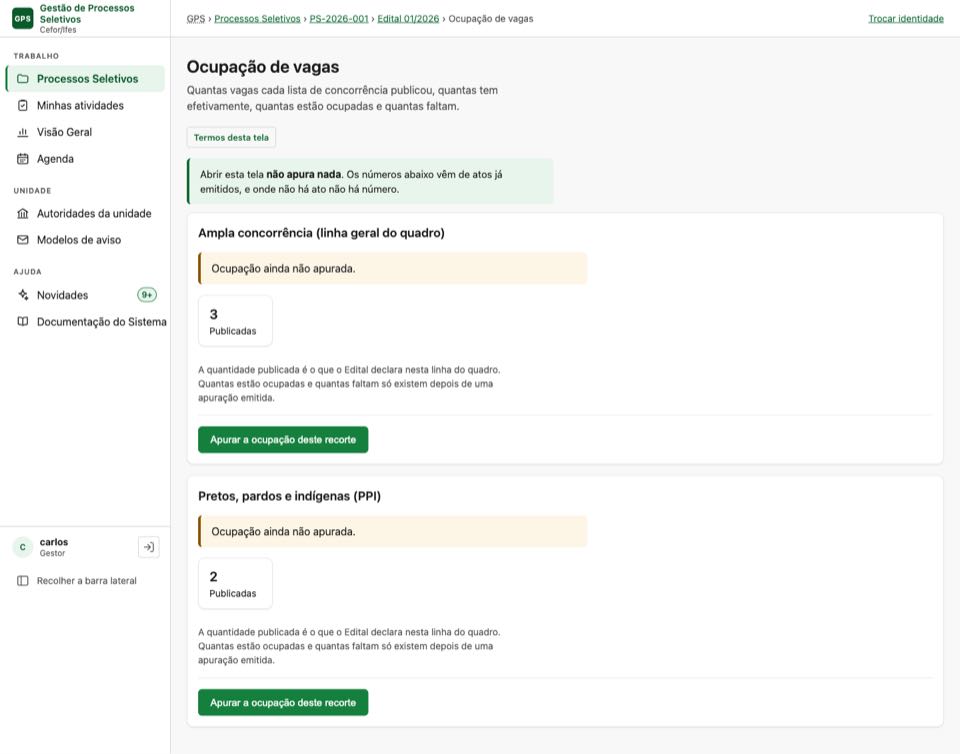 GPS
Gestão de Processos
Seletivos
Cefor/Ifes
GPS › Processos Seletivos › PS-2026-001 › Edital 01/2026 › Ocupação de vagas
Trocar identidade
TRABALHO
Processos Seletivos
Minhas atividades
Visão Geral
Agenda
UNIDADE
Autoridades da unidade
Modelos de aviso
AJUDA
Novidades
9+
Documentação do Sistema
C
carlos
Gestor
Recolher a barra lateral
Ocupação de vagas
Quantas vagas cada lista de concorrência publicou, quantas tem
efetivamente, quantas estão ocupadas e quantas faltam.
Termos desta tela
Abrir esta tela não apura nada. Os números abaixo vêm de atos já
emitidos, e onde não há ato não há número.
Ampla concorrência (linha geral do quadro)
Ocupação ainda não apurada.
3
Publicadas
A quantidade publicada é o que o Edital declara nesta linha do quadro.
Quantas estão ocupadas e quantas faltam só existem depois de uma
apuração emitida.
Apurar a ocupação deste recorte
Pretos, pardos e indígenas (PPI)
Ocupação ainda não apurada.
2
Publicadas
A quantidade publicada é o que o Edital declara nesta linha do quadro.
Quantas estão ocupadas e quantas faltam só existem depois de uma
apuração emitida.
Apurar a ocupação deste recorte